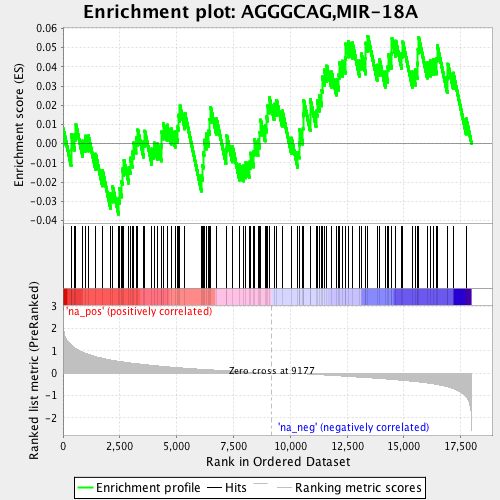 Enrichment plot: AGGGCAG,MIR-18A
Enrichment score (ES)
0.06
0.05
0.04
0.03
0.02
0.01
0.00
-0.01
-0.02
-0.03
-0.04
Ranked list metric (PreRanked)
'na_pos' (positively correlated)
3
2
1
0
-1
-2
Zero cross at 9177
'na_neg' (negatively correlated)
0
2,500
5,000
7,500
10,000
12,500
15,000
17,500
Rank in Ordered Dataset
Enrichment profile
Hits
Ranking metric scores